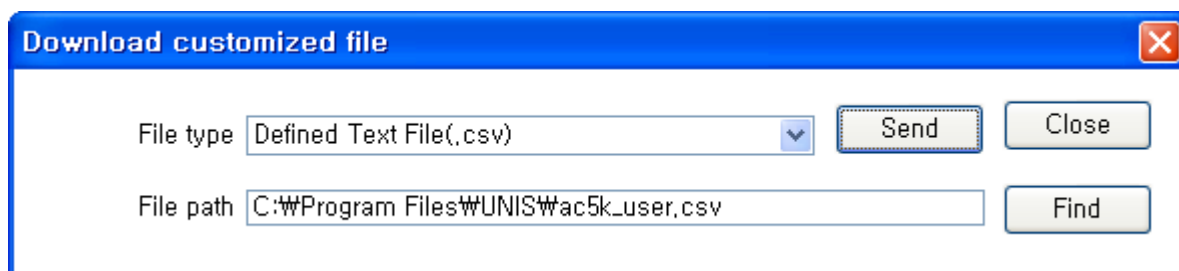 Download customized file
File type Defined Text File(.csv) Send Close
File path C:₩Program Files₩UNIS₩ac5k_user.csv Find